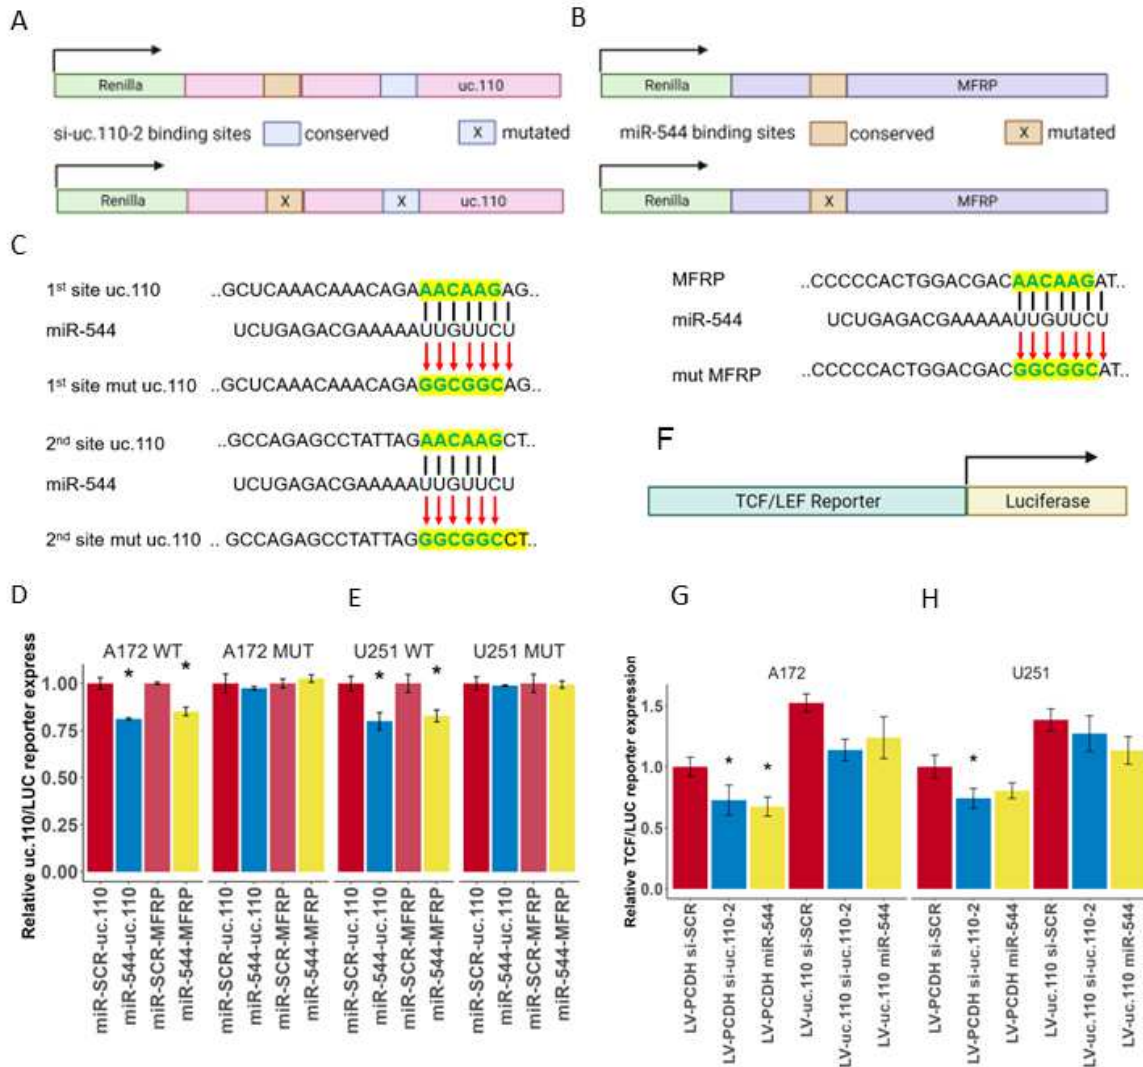 A
Renilla
uc.110
si-uc.110-2 binding sites conserved X mutated
Renilla X X uc.110
B
Renilla
MFRP
miR-544 binding sites conserved X mutated
Renilla X MFRP
C
1st site uc.110 ..GCUCAAACAAACAGAAACAAGAG..
miR-544 UCUGAGACGAAAAAUUGUUCU
1st site mut uc.110 ..GCUCAAACAAACAGAGGCGGCAG..
2nd site uc.110 ..GCCAGAGCCTATTAGAACAAGCT..
miR-544 UCUGAGACGAAAAAUUGUUCU
2nd site mut uc.110 .. GCCAGAGCCTATTAGGGCGGCCT..
MFRP ..CCCCCACTGGACGACAACAAGAT..
miR-544 UCUGAGACGAAAAAUUGUUCU
mut MFRP ..CCCCCACTGGACGACGGCGGCAT..
F
TCF/LEF Reporter Luciferase
D
E
Relative uc.110/LUC reporter express
A172 WT A172 MUT U251 WT U251 MUT
* * * *
1.00
0.75
0.50
0.25
0.00
miR-SCR-uc.110
miR-544-uc.110
miR-SCR-MFRP
miR-544-MFRP
miR-SCR-uc.110
miR-544-uc.110
miR-SCR-MFRP
miR-544-MFRP
miR-SCR-uc.110
miR-544-uc.110
miR-SCR-MFRP
miR-544-MFRP
miR-SCR-uc.110
miR-544-uc.110
miR-SCR-MFRP
miR-544-MFRP
G
H
Relative TCF/LUC reporter expression
A172 U251
* * *
1.5
1.0
0.5
0.0
LV-PCDH si-SCR
LV-PCDH si-uc.110-2
LV-PCDH miR-544
LV-uc.110 si-SCR
LV-uc.110 si-uc.110-2
LV-uc.110 miR-544
LV-PCDH si-SCR
LV-PCDH si-uc.110-2
LV-PCDH miR-544
LV-uc.110 si-SCR
LV-uc.110 si-uc.110-2
LV-uc.110 miR-544